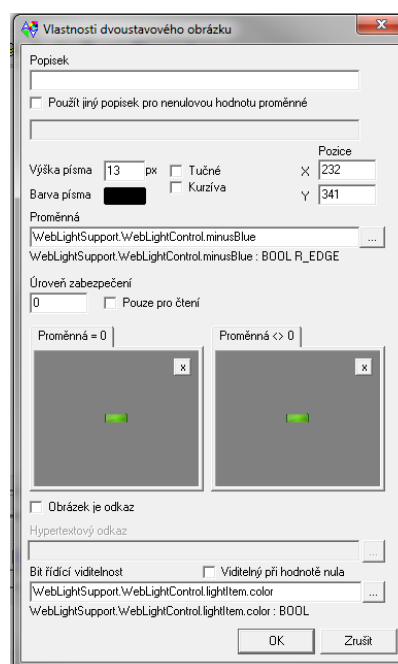 Vlastnosti dvoustavového obrázku
Popisek
Použít jiný popisek pro nenulovou hodnotu proměnné
Pozice
Výška písma 13 px Tučné X 232
Barva písma Kurzíva Y 341
Proměnná
WebLightSupport.WebLightControl.minusBlue ...
WebLightSupport.WebLightControl.minusBlue : BOOL R_EDGE
Úroveň zabezpečení
0 Pouze pro čtení
Proměnná = 0 Proměnná <> 0
x x
Obrázek je odkaz
Hypertextový odkaz
...
Bit řídící viditelnost Viditelný při hodnotě nula
WebLightSupport.WebLightControl.lightItem.color ...
WebLightSupport.WebLightControl.lightItem.color : BOOL
OK Zrušit